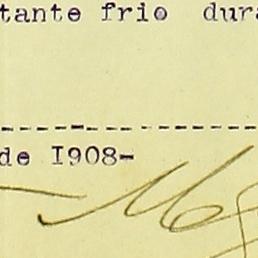 tante frio dura
--------------------
de I908-